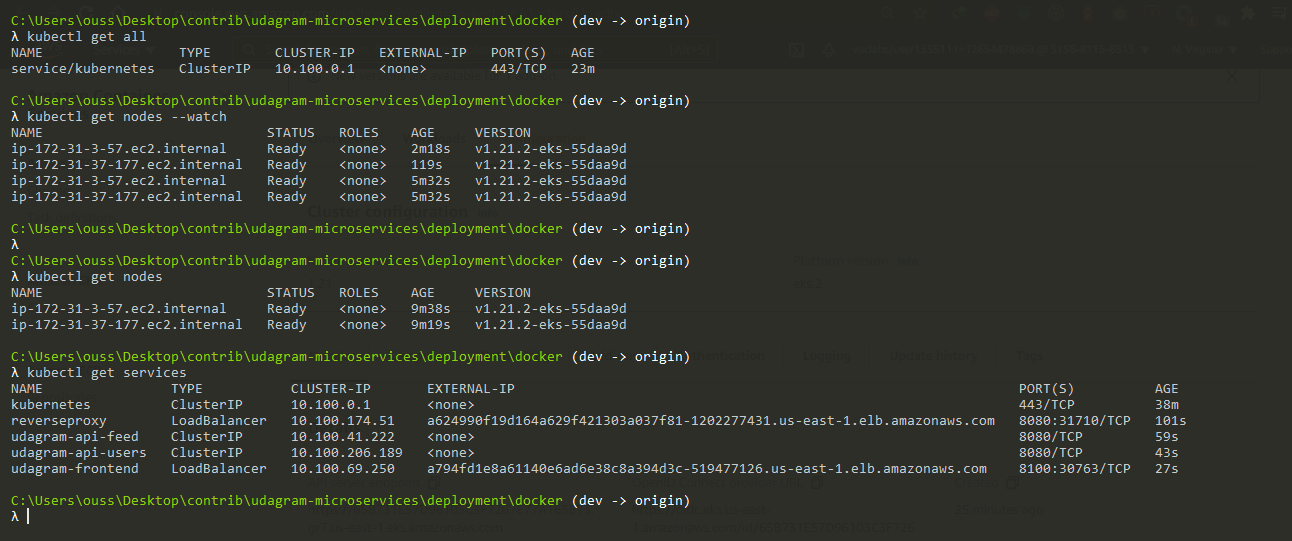 C:\Users\ouss\Desktop\contrib\udagram-microservices\deployment\docker (dev -> origin)
λ kubectl get all
NAME                 TYPE        CLUSTER-IP   EXTERNAL-IP   PORT(S)   AGE
service/kubernetes   ClusterIP   10.100.0.1   <none>        443/TCP   23m
C:\Users\ouss\Desktop\contrib\udagram-microservices\deployment\docker (dev -> origin)
λ kubectl get nodes --watch
NAME                            STATUS   ROLES    AGE     VERSION
ip-172-31-3-57.ec2.internal     Ready    <none>   2m18s   v1.21.2-eks-55daa9d
ip-172-31-37-177.ec2.internal   Ready    <none>   119s    v1.21.2-eks-55daa9d
ip-172-31-3-57.ec2.internal     Ready    <none>   5m32s   v1.21.2-eks-55daa9d
ip-172-31-37-177.ec2.internal   Ready    <none>   5m32s   v1.21.2-eks-55daa9d
C:\Users\ouss\Desktop\contrib\udagram-microservices\deployment\docker (dev -> origin)
λ
C:\Users\ouss\Desktop\contrib\udagram-microservices\deployment\docker (dev -> origin)
λ kubectl get nodes
NAME                            STATUS   ROLES    AGE     VERSION
ip-172-31-3-57.ec2.internal     Ready    <none>   9m38s   v1.21.2-eks-55daa9d
ip-172-31-37-177.ec2.internal   Ready    <none>   9m19s   v1.21.2-eks-55daa9d
C:\Users\ouss\Desktop\contrib\udagram-microservices\deployment\docker (dev -> origin)
λ kubectl get services
NAME                TYPE           CLUSTER-IP       EXTERNAL-IP                                                               PORT(S)          AGE
kubernetes          ClusterIP      10.100.0.1       <none>                                                                    443/TCP          38m
reverseproxy        LoadBalancer   10.100.174.51    a624990f19d164a629f421303a037f81-1202277431.us-east-1.elb.amazonaws.com   8080:31710/TCP   101s
udagram-api-feed    ClusterIP      10.100.41.222    <none>                                                                    8080/TCP         59s
udagram-api-users   ClusterIP      10.100.206.189   <none>                                                                    8080/TCP         43s
udagram-frontend    LoadBalancer   10.100.69.250    a794fd1e8a61140e6ad6e38c8a394d3c-519477126.us-east-1.elb.amazonaws.com    8100:30763/TCP   27s
C:\Users\ouss\Desktop\contrib\udagram-microservices\deployment\docker (dev -> origin)
λ
Cluster configuration
Logging
Update history
Tags